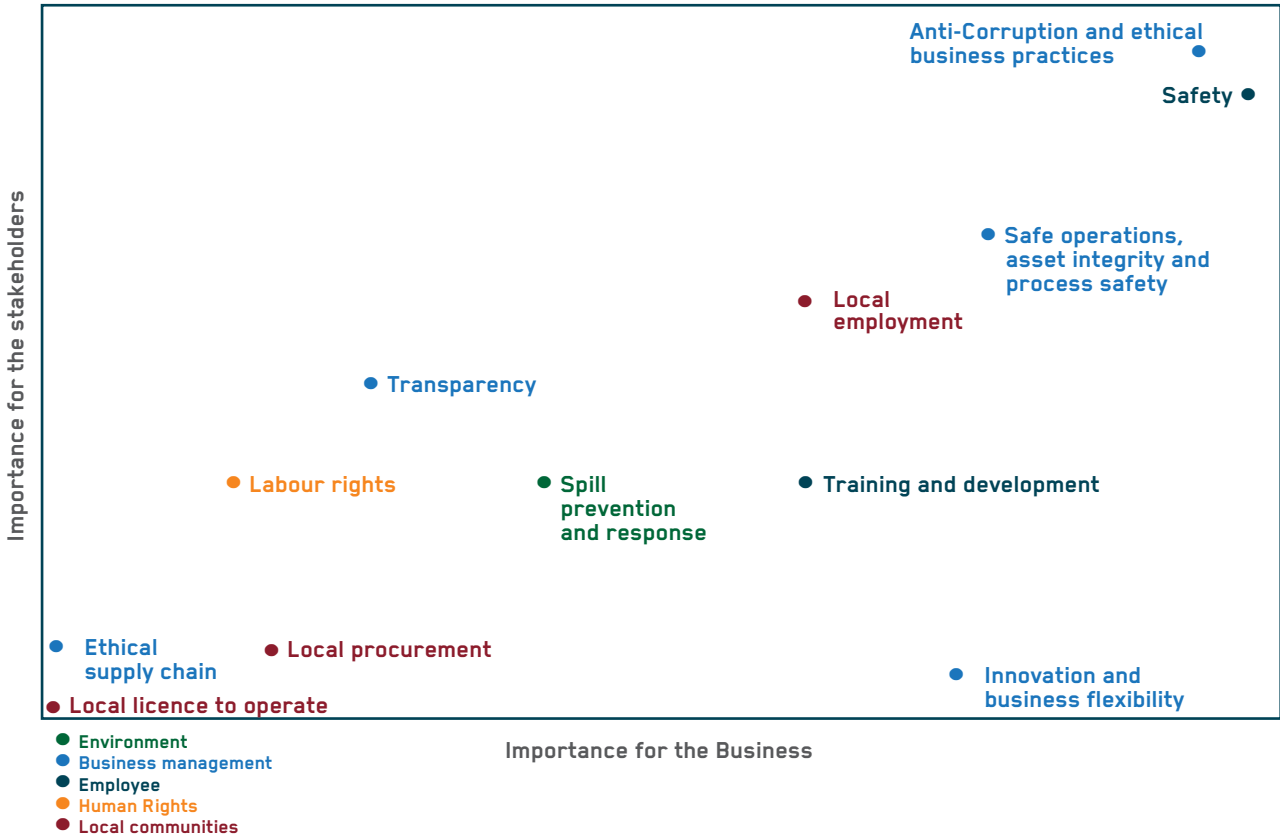 Anti-Corruption and ethical
business practices
Safety
Safe operations,
asset integrity and
process safety
Local
employment
Transparency
Labour rights
Spill
prevention
and response
Training and development
Ethical
supply chain
Local procurement
Innovation and
business flexibility
Local licence to operate
Importance for the stakeholders
Importance for the Business
Environment
Business management
Employee
Human Rights
Local communities